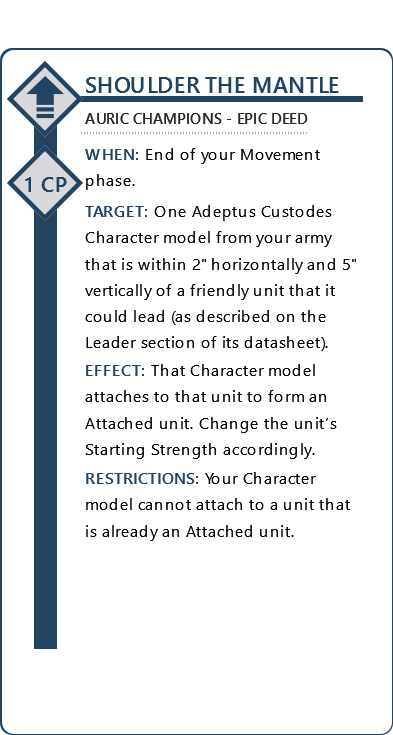 SHOULDER THE MANTLE
AURIC CHAMPIONS - EPIC DEED
WHEN: End of your Movement
phase.
1 CP
TARGET: One Adeptus Custodes
Character model from your army
that is within 2" horizontally and 5"
vertically of a friendly unit that it
could lead (as described on the
Leader section of its datasheet).
EFFECT: That Character model
attaches to that unit to form an
Attached unit. Change the unit's
Starting Strength accordingly.
RESTRICTIONS: Your Character
model cannot attach to a unit that
is already an Attached unit.